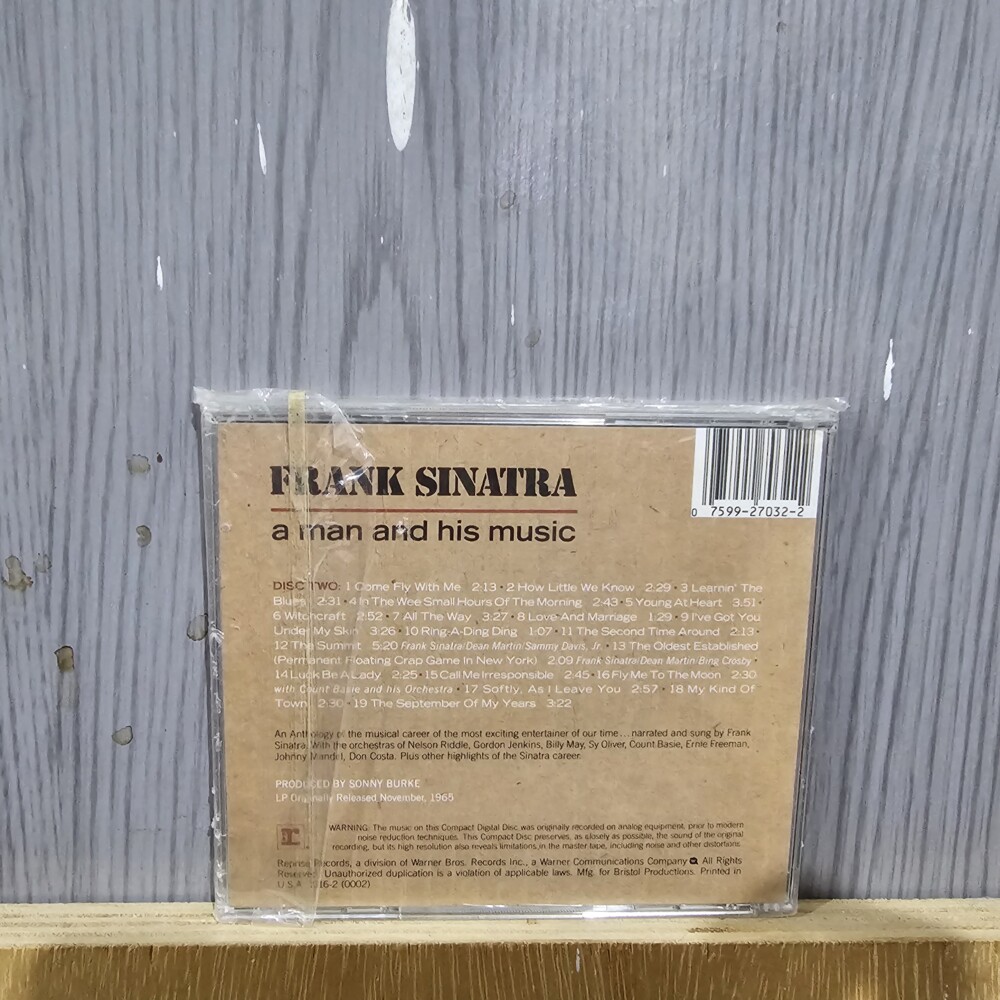 FRANK SINATRA
a man and his music
0 7599-27032-2
DISC TWO: 1 Come Fly With Me 2:13 · 2 How Little We Know 2:29 · 3 Learnin' The
Blues 2:31 · 4 In The Wee Small Hours Of The Morning 2:43 · 5 Young At Heart 3:51 ·
6 Witchcraft 2:52 · 7 All The Way 3:27 · 8 Love And Marriage 1:29 · 9 I've Got You
Under My Skin 3:26 · 10 Ring-A-Ding Ding 1:07 · 11 The Second Time Around 2:13 ·
12 The Summit 5:20 Frank Sinatra/Dean Martin/Sammy Davis, Jr. · 13 The Oldest Established
(Permanent Floating Crap Game In New York) 2:09 Frank Sinatra/Dean Martin/Bing Crosby ·
14 Luck Be A Lady 2:25 · 15 Call Me Irresponsible 2:45 · 16 Fly Me To The Moon 2:30
with Count Basie and his Orchestra · 17 Softly, As I Leave You 2:57 · 18 My Kind Of
Town 2:30 · 19 The September Of My Years 3:22
An Anthology of the musical career of the most exciting entertainer of our time... narrated and sung by Frank
Sinatra. With the orchestras of Nelson Riddle, Gordon Jenkins, Billy May, Sy Oliver, Count Basie, Ernie Freeman,
Johnny Mandel, Don Costa. Plus other highlights of the Sinatra career.
PRODUCED BY SONNY BURKE
LP Originally Released November, 1965
WARNING: The music on this Compact Digital Disc was originally recorded on analog equipment, prior to modern
noise reduction techniques. This Compact Disc preserves, as closely as possible, the sound of the original
recording, but its high resolution also reveals limitations in the master tape, including noise and other distortions.
Reprise Records, a division of Warner Bros. Records Inc., a Warner Communications Company All Rights
Reserved. Unauthorized duplication is a violation of applicable laws. Mfg. for Bristol Productions. Printed in
U.S.A. 1016-2 (0002)